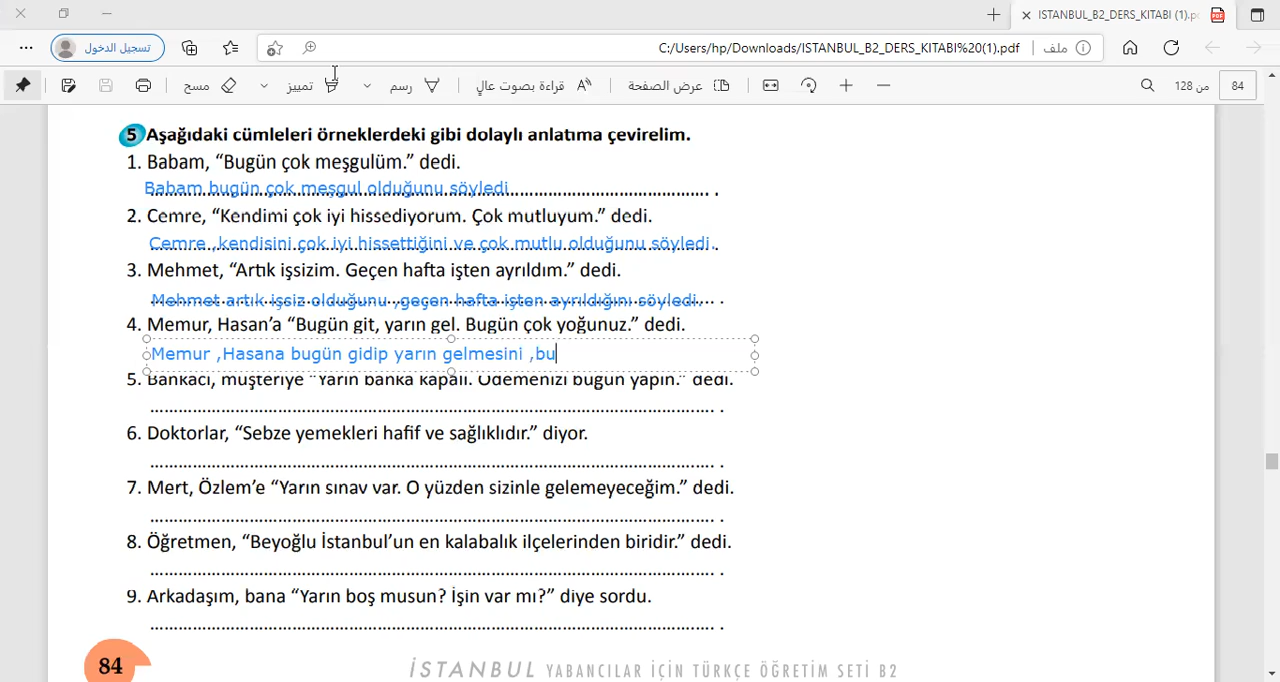 ISTANBUL_B2_DERS_KITABI (1).p
PDF
تسجيل الدخول
C:/Users/hp/Downloads/ISTANBUL_B2_DERS_KITABI%20(1).pdf
ملف
مسح
تمييز
رسم
قراءة بصوت عالٍ
عرض الصفحة
من 128
84
5 Aşağıdaki cümleleri örneklerdeki gibi dolaylı anlatıma çevirelim.
1. Babam, “Bugün çok meşgulüm.” dedi.
Babam bugün çok meşgul olduğunu söyledi
2. Cemre, “Kendimi çok iyi hissediyorum. Çok mutluyum.” dedi.
Cemre ,kendisini çok iyi hissettiğini ve çok mutlu olduğunu söyledi.
3. Mehmet, “Artık işsizim. Geçen hafta işten ayrıldım.” dedi.
Mehmet artık işsiz olduğunu ,geçen hafta işten ayrıldığını söyledi.
4. Memur, Hasan’a “Bugün git, yarın gel. Bugün çok yoğunuz.” dedi.
Memur ,Hasana bugün gidip yarın gelmesini ,bu
5. Bankacı, müşteriye “Yarın banka kapalı. Ödemenizi bugün yapın.” dedi.
6. Doktorlar, “Sebze yemekleri hafif ve sağlıklıdır.” diyor.
7. Mert, Özlem’e “Yarın sınav var. O yüzden sizinle gelemeyeceğim.” dedi.
8. Öğretmen, “Beyoğlu İstanbul’un en kalabalık ilçelerinden biridir.” dedi.
9. Arkadaşım, bana “Yarın boş musun? İşin var mı?” diye sordu.
84
İSTANBUL YABANCILAR İÇİN TÜRKÇE ÖĞRETİM SETİ B2